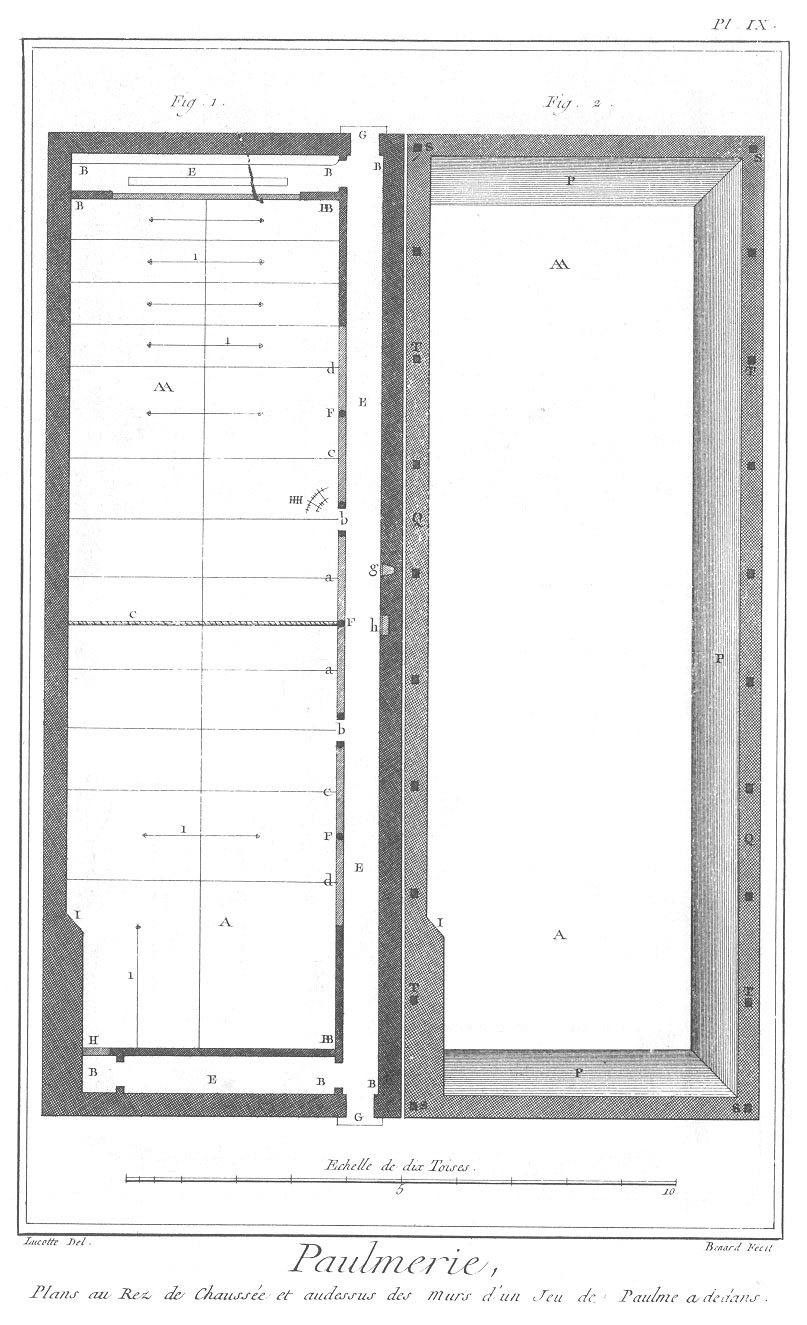 Pl. IX.
Fig. 1. Fig. 2.
G
S S
B E B B P
B BB
1 AA
1 T
d T
AA
F E
C
HH
b Q
a g
C F h
a P
b
C
1 F Q
d E
I I
A A
1 T T
H BB
B E B B P
G S
Echelle de dix Toises.
5 10
Lucotte Del. Benard Fecit
Paulmerie,
Plans au Rez de Chaussée et audessus des murs d'un Jeu de Paulme a dedans.